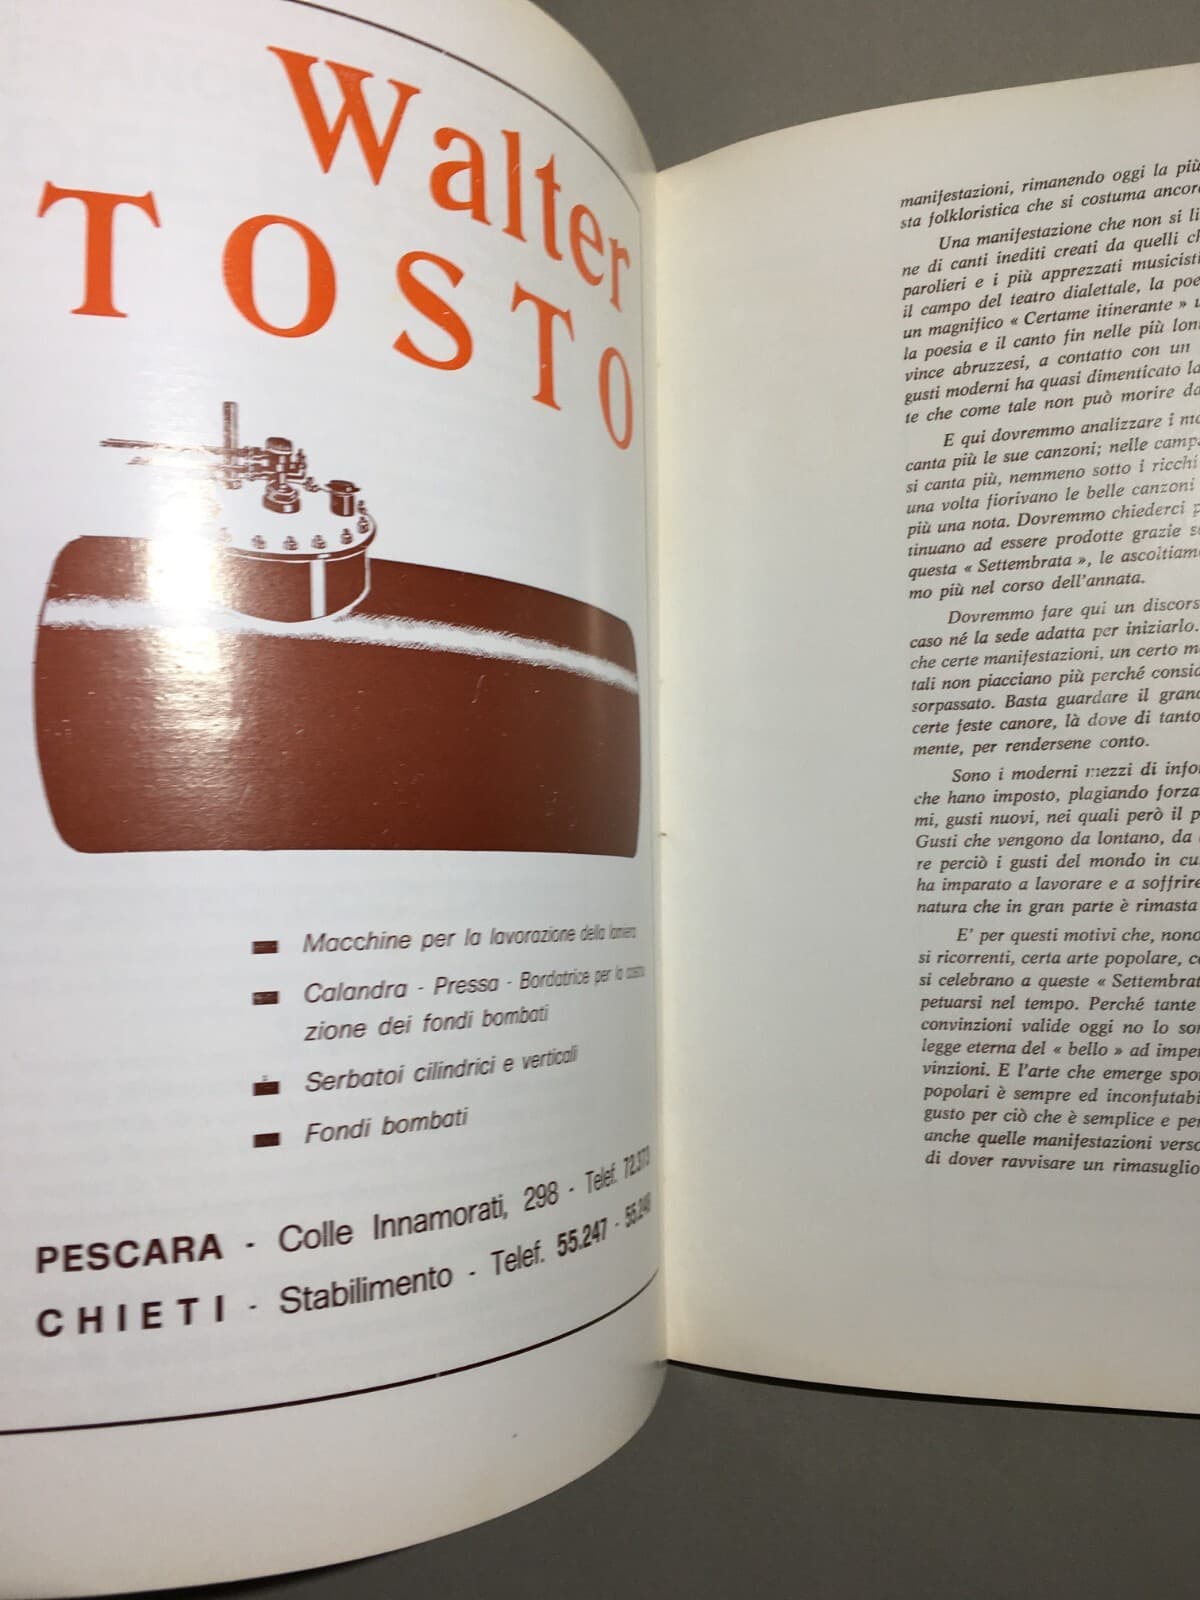 Walter
TOSTO
Macchine per la lavorazione della lamiera
Calandra - Pressa - Bordatrice per la costru
zione dei fondi bombati
Serbatoi cilindrici e verticali
Fondi bombati
PESCARA - Colle Innamorati, 298 - Telef. 72.373
CHIETI - Stabilimento - Telef. 55.247 - 55.248
manifestazioni, rimanendo oggi la più
sta folkloristica che si costuma ancor
Una manifestazione che non si li
ne di canti inediti creati da quelli c
parolieri e i più apprezzati musicisti
il campo del teatro dialettale, la poe
un magnifico « Certame itinerante » u
la poesia e il canto fin nelle più lon
vince abruzzesi, a contatto con un
gusti moderni ha quasi dimenticato la
te che come tale non può morire da
E qui dovremmo analizzare i mo
canta più le sue canzoni; nelle campa
si canta più, nemmeno sotto i ricchi
una volta fiorivano le belle canzoni
più una nota. Dovremmo chiederci p
tinuano ad essere prodotte grazie s
questa « Settembrata », le ascoltiam
mo più nel corso dell'annata.
Dovremmo fare qui un discors
caso né la sede adatta per iniziarlo.
che certe manifestazioni, un certo m
tali non piacciano più perché consid
sorpassato. Basta guardare il grand
certe feste canore, là dove di tanto
mente, per rendersene conto.
Sono i moderni mezzi di infor
che hano imposto, plagiando forza
mi, gusti nuovi, nei quali però il p
Gusti che vengono da lontano, da
re perciò i gusti del mondo in cu
ha imparato a lavorare e a soffrire
natura che in gran parte è rimasta
E' per questi motivi che, nono
si ricorrenti, certa arte popolare, c
si celebrano a queste « Settembrat
petuarsi nel tempo. Perché tante
convinzioni valide oggi no lo son
legge eterna del « bello » ad imper
vinzioni. E l'arte che emerge spo
popolari è sempre ed inconfutabi
gusto per ciò che è semplice e per
anche quelle manifestazioni verso
di dover ravvisare un rimasuglio